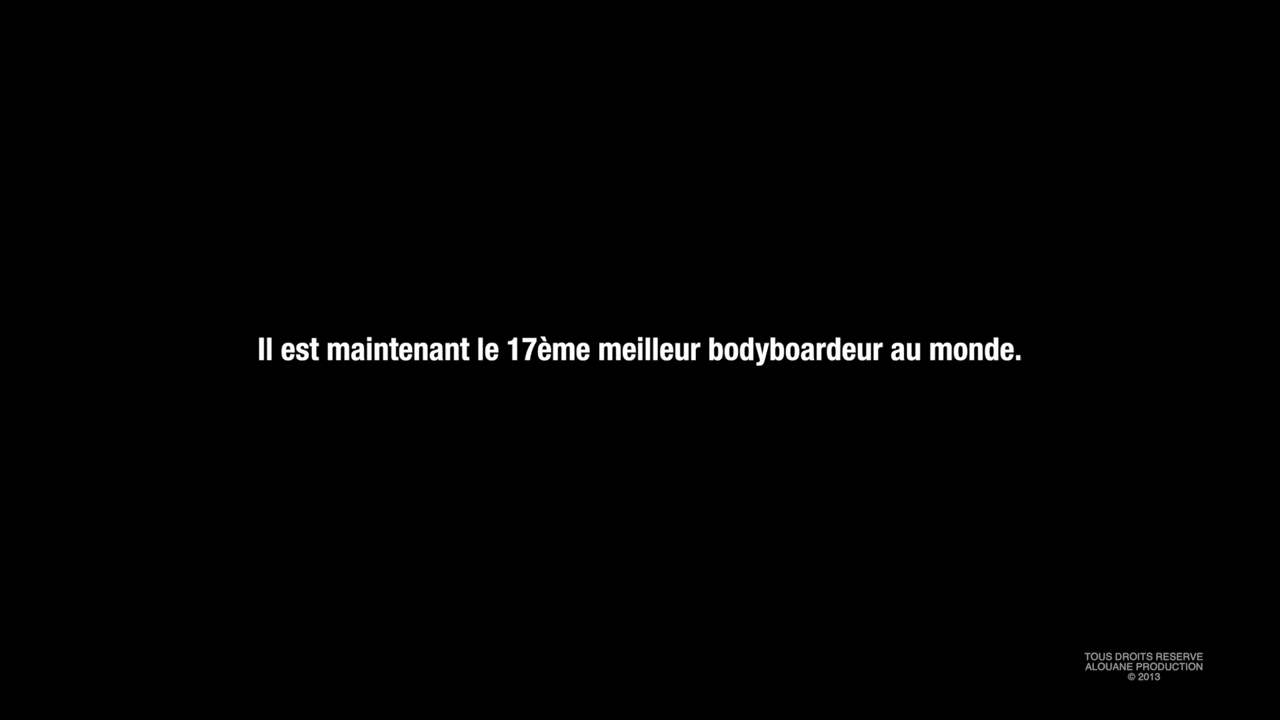 Il est maintenant le 17ème meilleur bodyboardeur au monde.
TOUS DROITS RESERVE
ALOUANE PRODUCTION
© 2013